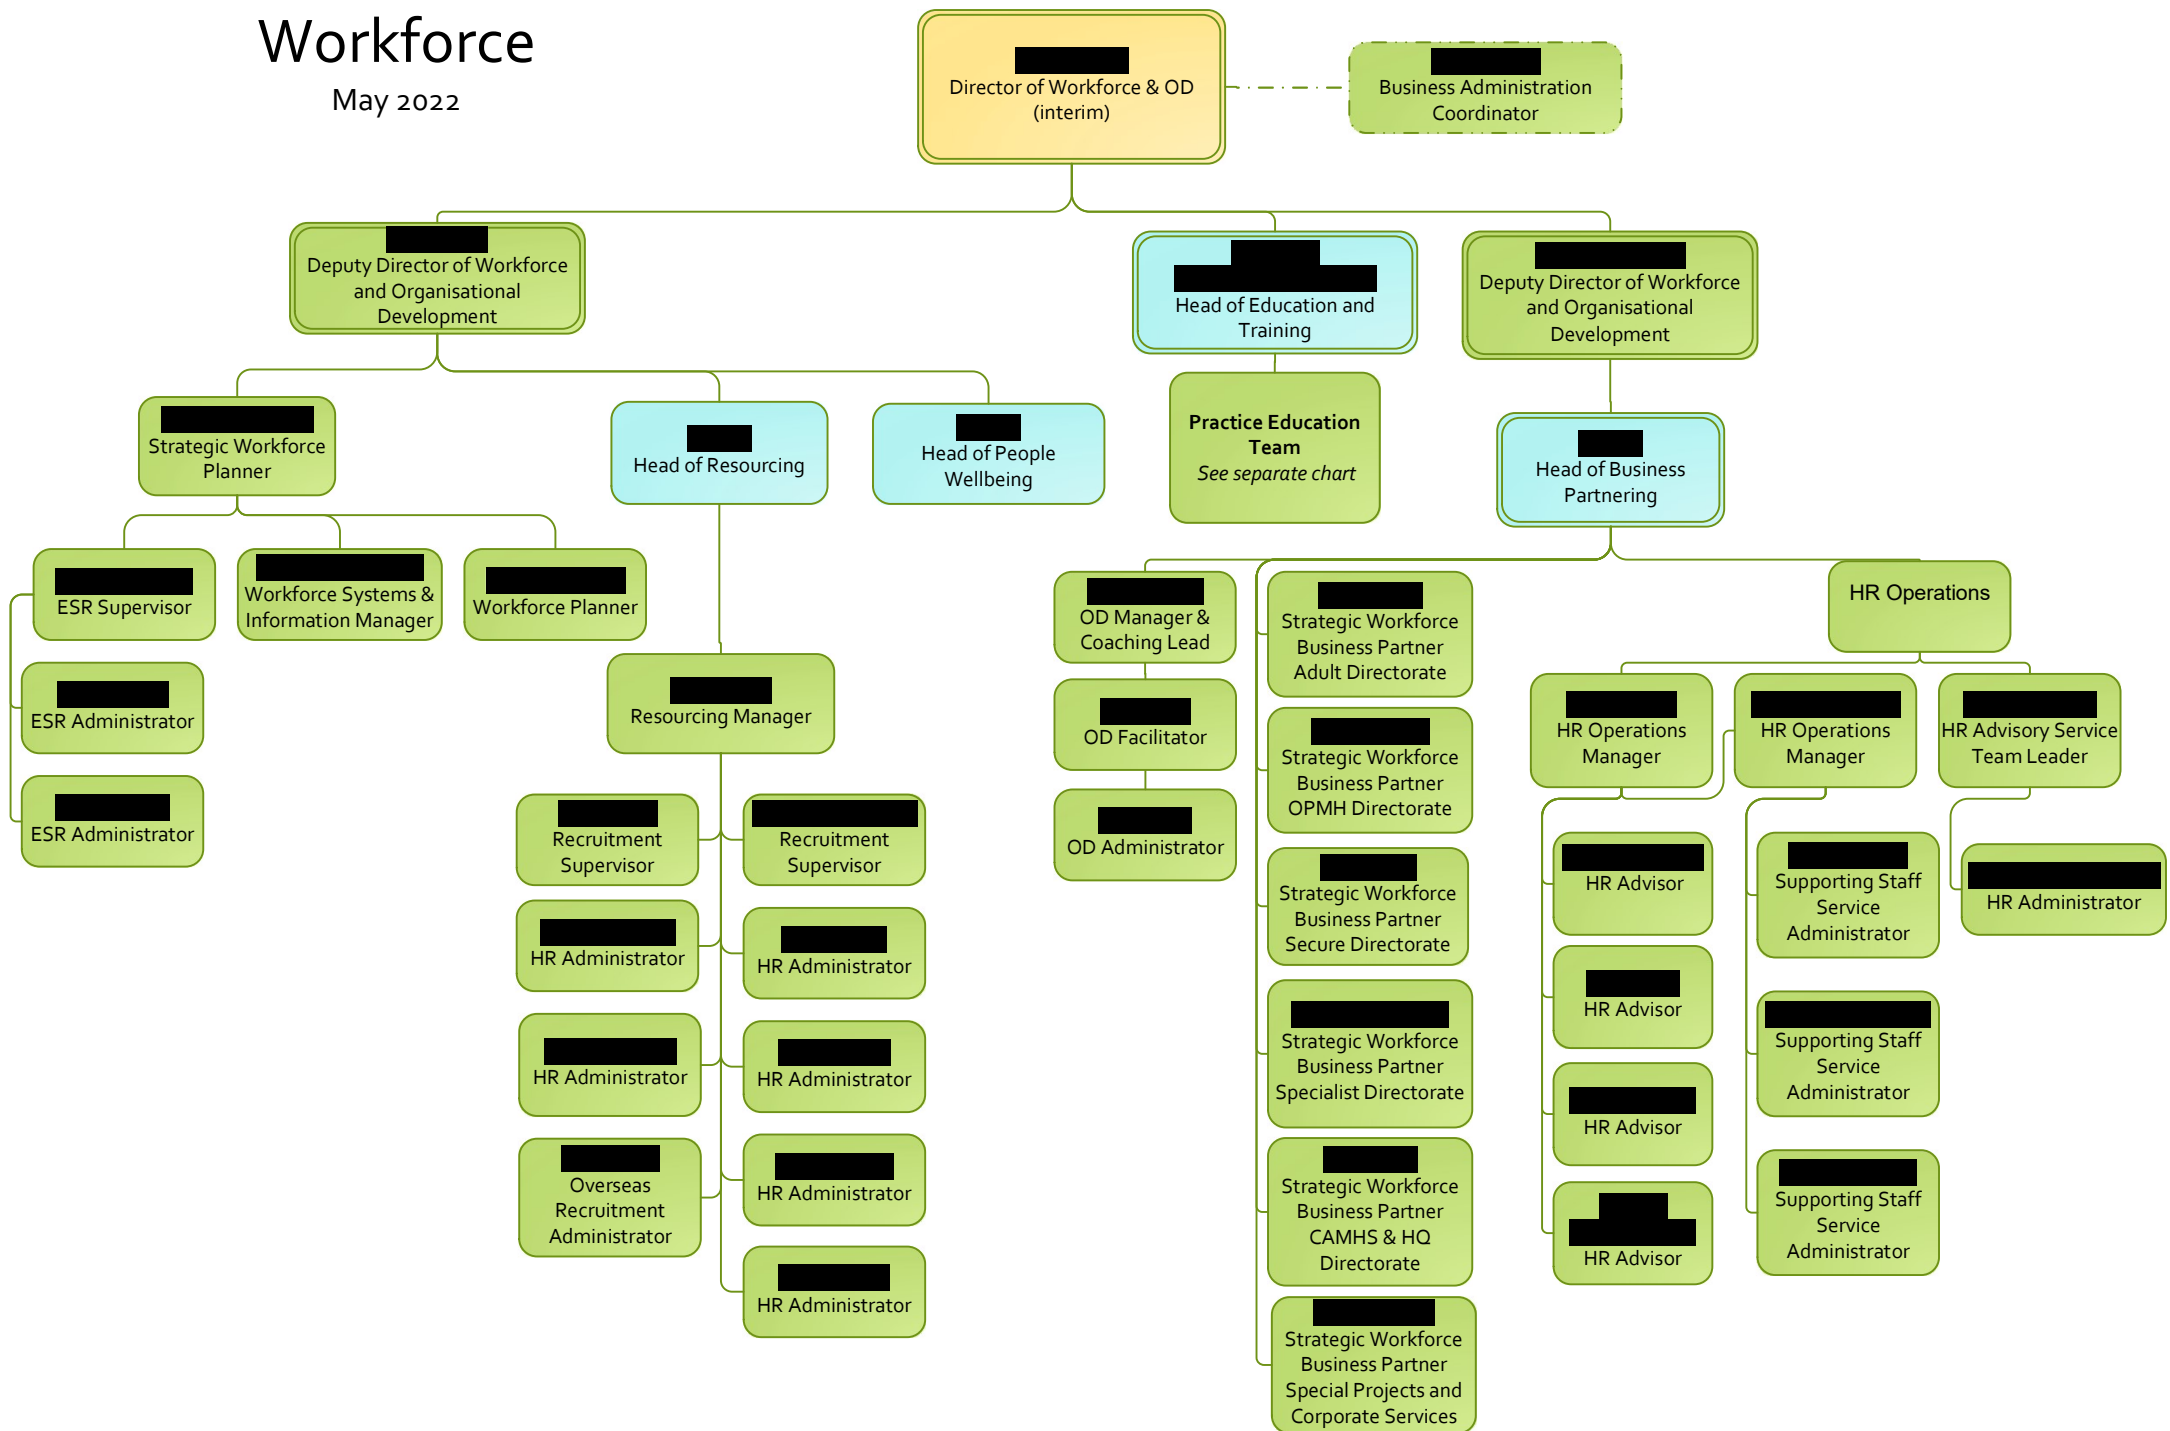 Workforce
May 2022
Director of Workforce & OD
(interim)
Business Administration
Coordinator
Deputy Director of Workforce
and Organisational
Development
Head of Education and
Training
Deputy Director of Workforce
and Organisational
Development
Strategic Workforce
Planner
Head of Resourcing
Head of People
Wellbeing
Practice Education
Team
See separate chart
Head of Business
Partnering
ESR Supervisor
Workforce Systems &
Information Manager
Workforce Planner
ESR Administrator
ESR Administrator
Resourcing Manager
Recruitment
Supervisor
Recruitment
Supervisor
HR Administrator
HR Administrator
HR Administrator
HR Administrator
Overseas
Recruitment
Administrator
HR Administrator
HR Administrator
OD Manager &
Coaching Lead
OD Facilitator
OD Administrator
Strategic Workforce
Business Partner
Adult Directorate
Strategic Workforce
Business Partner
OPMH Directorate
Strategic Workforce
Business Partner
Secure Directorate
Strategic Workforce
Business Partner
Specialist Directorate
Strategic Workforce
Business Partner
CAMHS & HQ
Directorate
Strategic Workforce
Business Partner
Special Projects and
Corporate Services
HR Operations
HR Operations
Manager
HR Operations
Manager
HR Advisory Service
Team Leader
HR Advisor
HR Advisor
HR Advisor
HR Advisor
Supporting Staff
Service
Administrator
Supporting Staff
Service
Administrator
Supporting Staff
Service
Administrator
HR Administrator